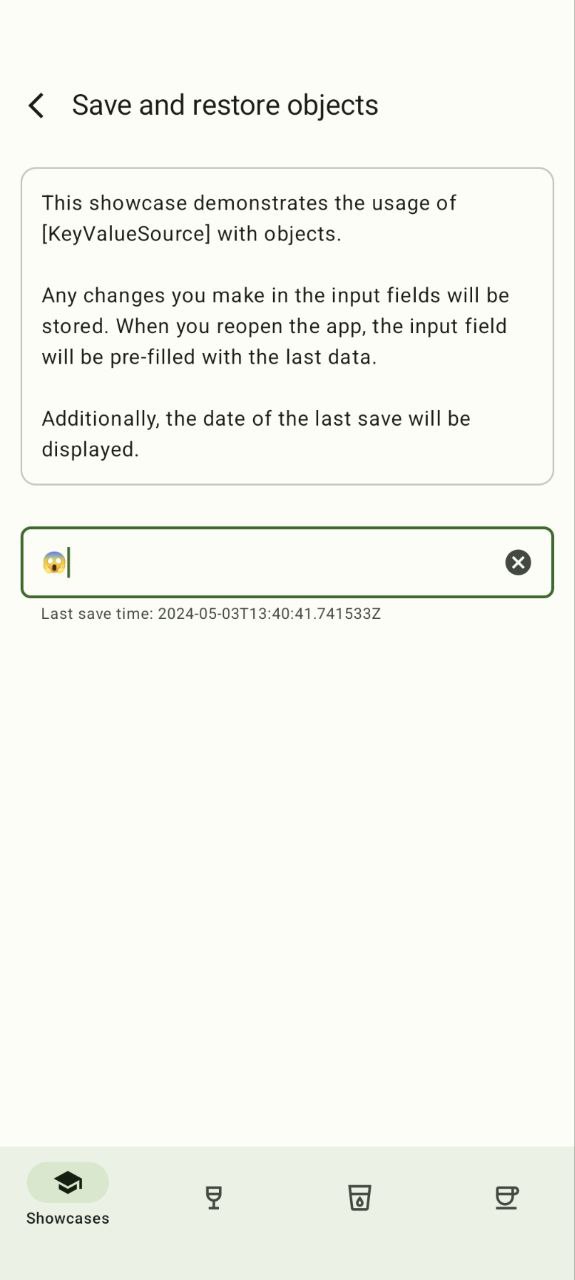 Save and restore objects
This showcase demonstrates the usage of
[KeyValueSource] with objects.
Any changes you make in the input fields will be
stored. When you reopen the app, the input field
will be pre-filled with the last data.
Additionally, the date of the last save will be
displayed.
😱
Last save time: 2024-05-03T13:40:41.741533Z
Showcases